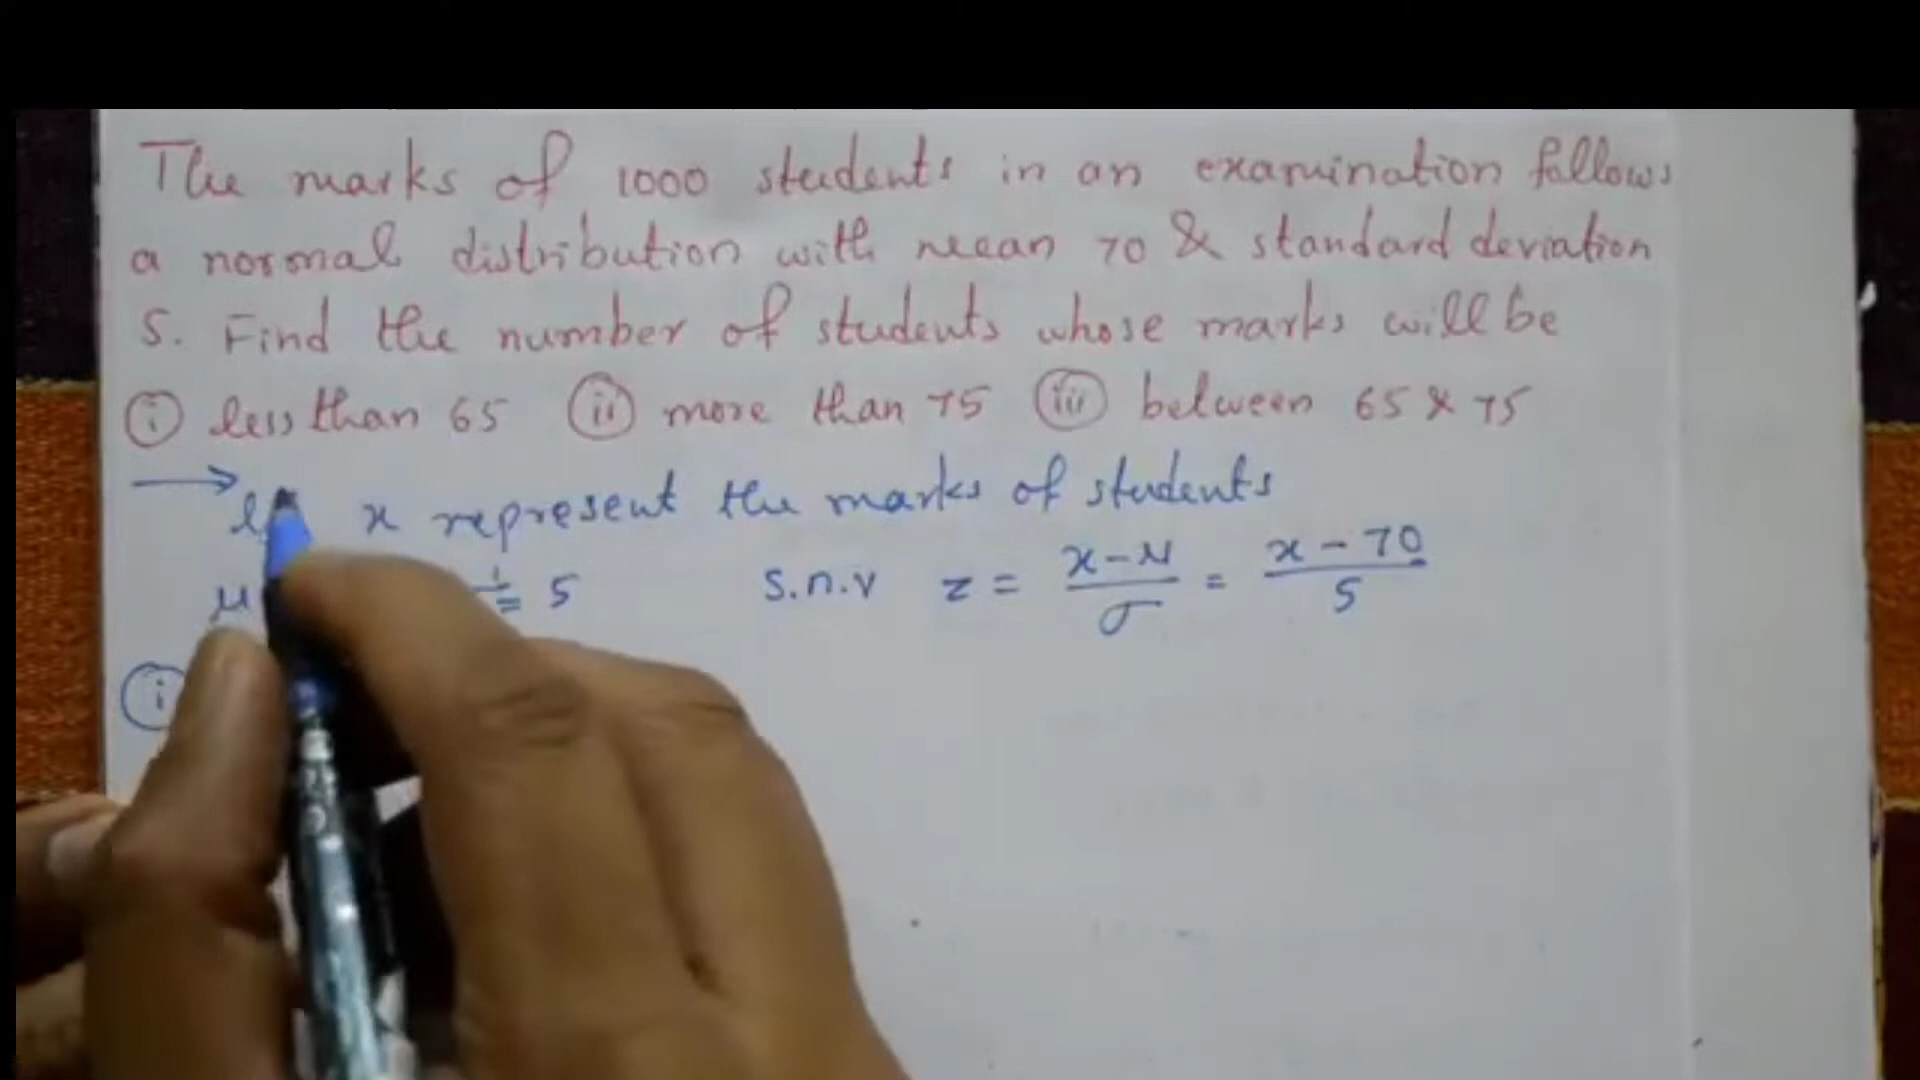 The marks of 1000 students in an examination follows
a normal distribution with mean 70 & standard deviation
5. Find the number of students whose marks will be
(i) less than 65 (ii) more than 75 (iii) between 65 & 75
→ x represent the marks of students
μ = 5 s.n.v z = x-μ/σ = x-70/5
(i)